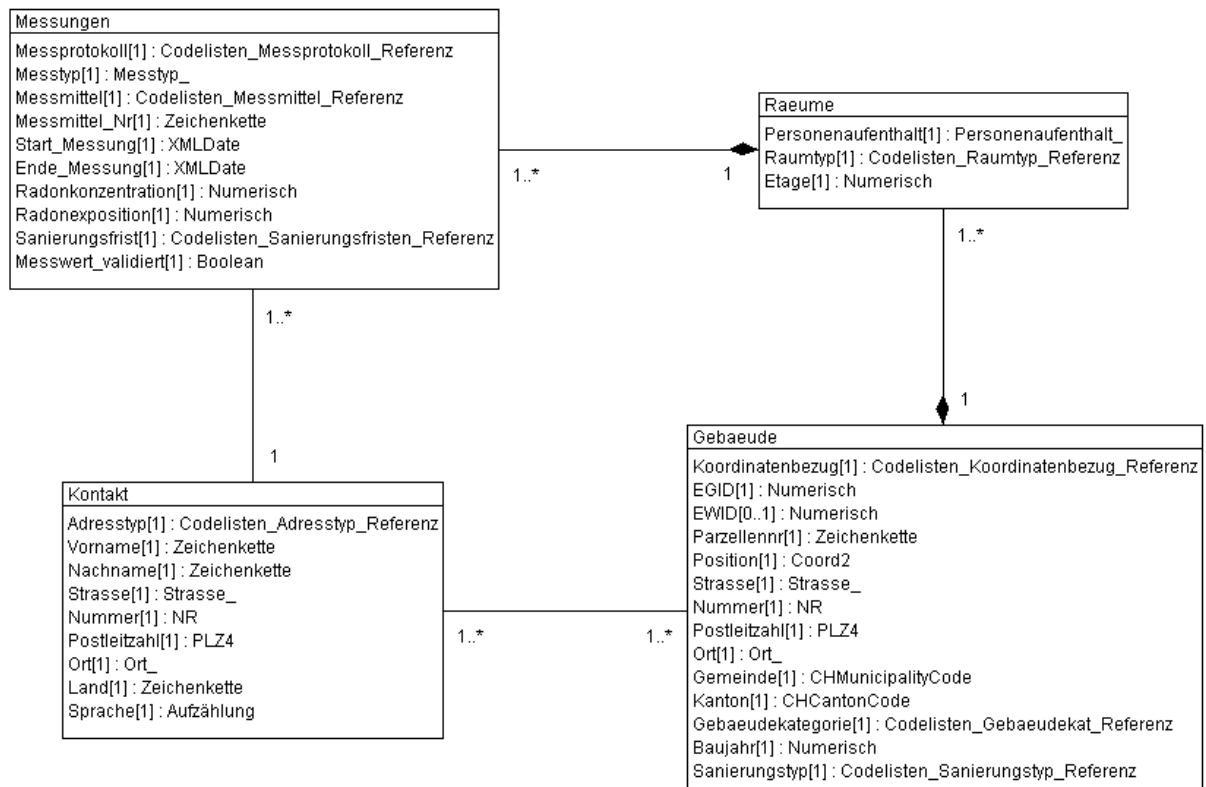 Messungen
Messprotokoll[1] : Codelisten_Messprotokoll_Referenz
Messtyp[1] : Messtyp_
Messmittel[1] : Codelisten_Messmittel_Referenz
Messmittel_Nr[1] : Zeichenkette
Start_Messung[1] : XMLDate
Ende_Messung[1] : XMLDate
Radonkonzentration[1] : Numerisch
Radonexposition[1] : Numerisch
Sanierungsfrist[1] : Codelisten_Sanierungsfristen_Referenz
Messwert_validiert[1] : Boolean
1..*
1
Raeume
Personenaufenthalt[1] : Personenaufenthalt_
Raumtyp[1] : Codelisten_Raumtyp_Referenz
Etage[1] : Numerisch
1..*
1..*
1
1
Kontakt
Adresstyp[1] : Codelisten_Adresstyp_Referenz
Vorname[1] : Zeichenkette
Nachname[1] : Zeichenkette
Strasse[1] : Strasse_
Nummer[1] : NR
Postleitzahl[1] : PLZ4
Ort[1] : Ort_
Land[1] : Zeichenkette
Sprache[1] : Aufzählung
1..*
1..*
Gebaeude
Koordinatenbezug[1] : Codelisten_Koordinatenbezug_Referenz
EGID[1] : Numerisch
EWID[0..1] : Numerisch
Parzellennr[1] : Zeichenkette
Position[1] : Coord2
Strasse[1] : Strasse_
Nummer[1] : NR
Postleitzahl[1] : PLZ4
Ort[1] : Ort_
Gemeinde[1] : CHMunicipalityCode
Kanton[1] : CHCantonCode
Gebaeudekategorie[1] : Codelisten_Gebaeudekat_Referenz
Baujahr[1] : Numerisch
Sanierungstyp[1] : Codelisten_Sanierungstyp_Referenz